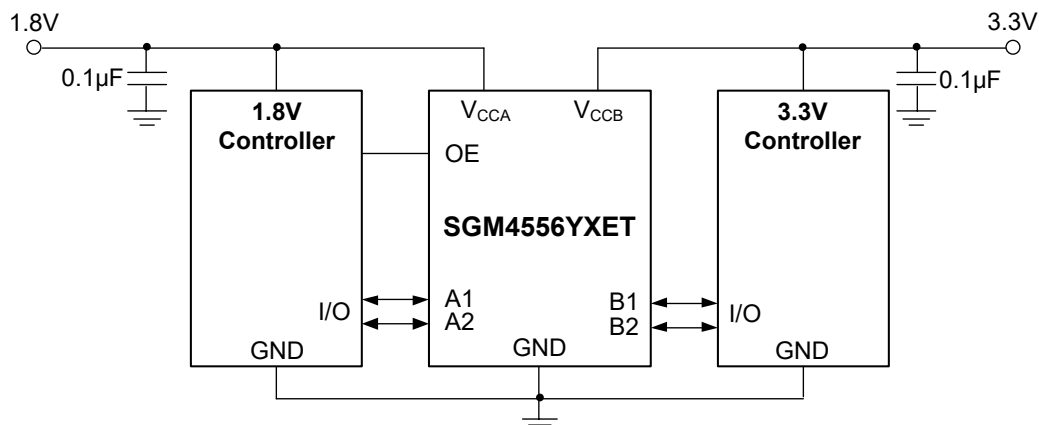 1.8V
3.3V
0.1µF
0.1µF
1.8V
Controller
VCCA
VCCB
3.3V
Controller
OE
SGM4556YXET
I/O
A1
A2
B1
B2
I/O
GND
GND
GND